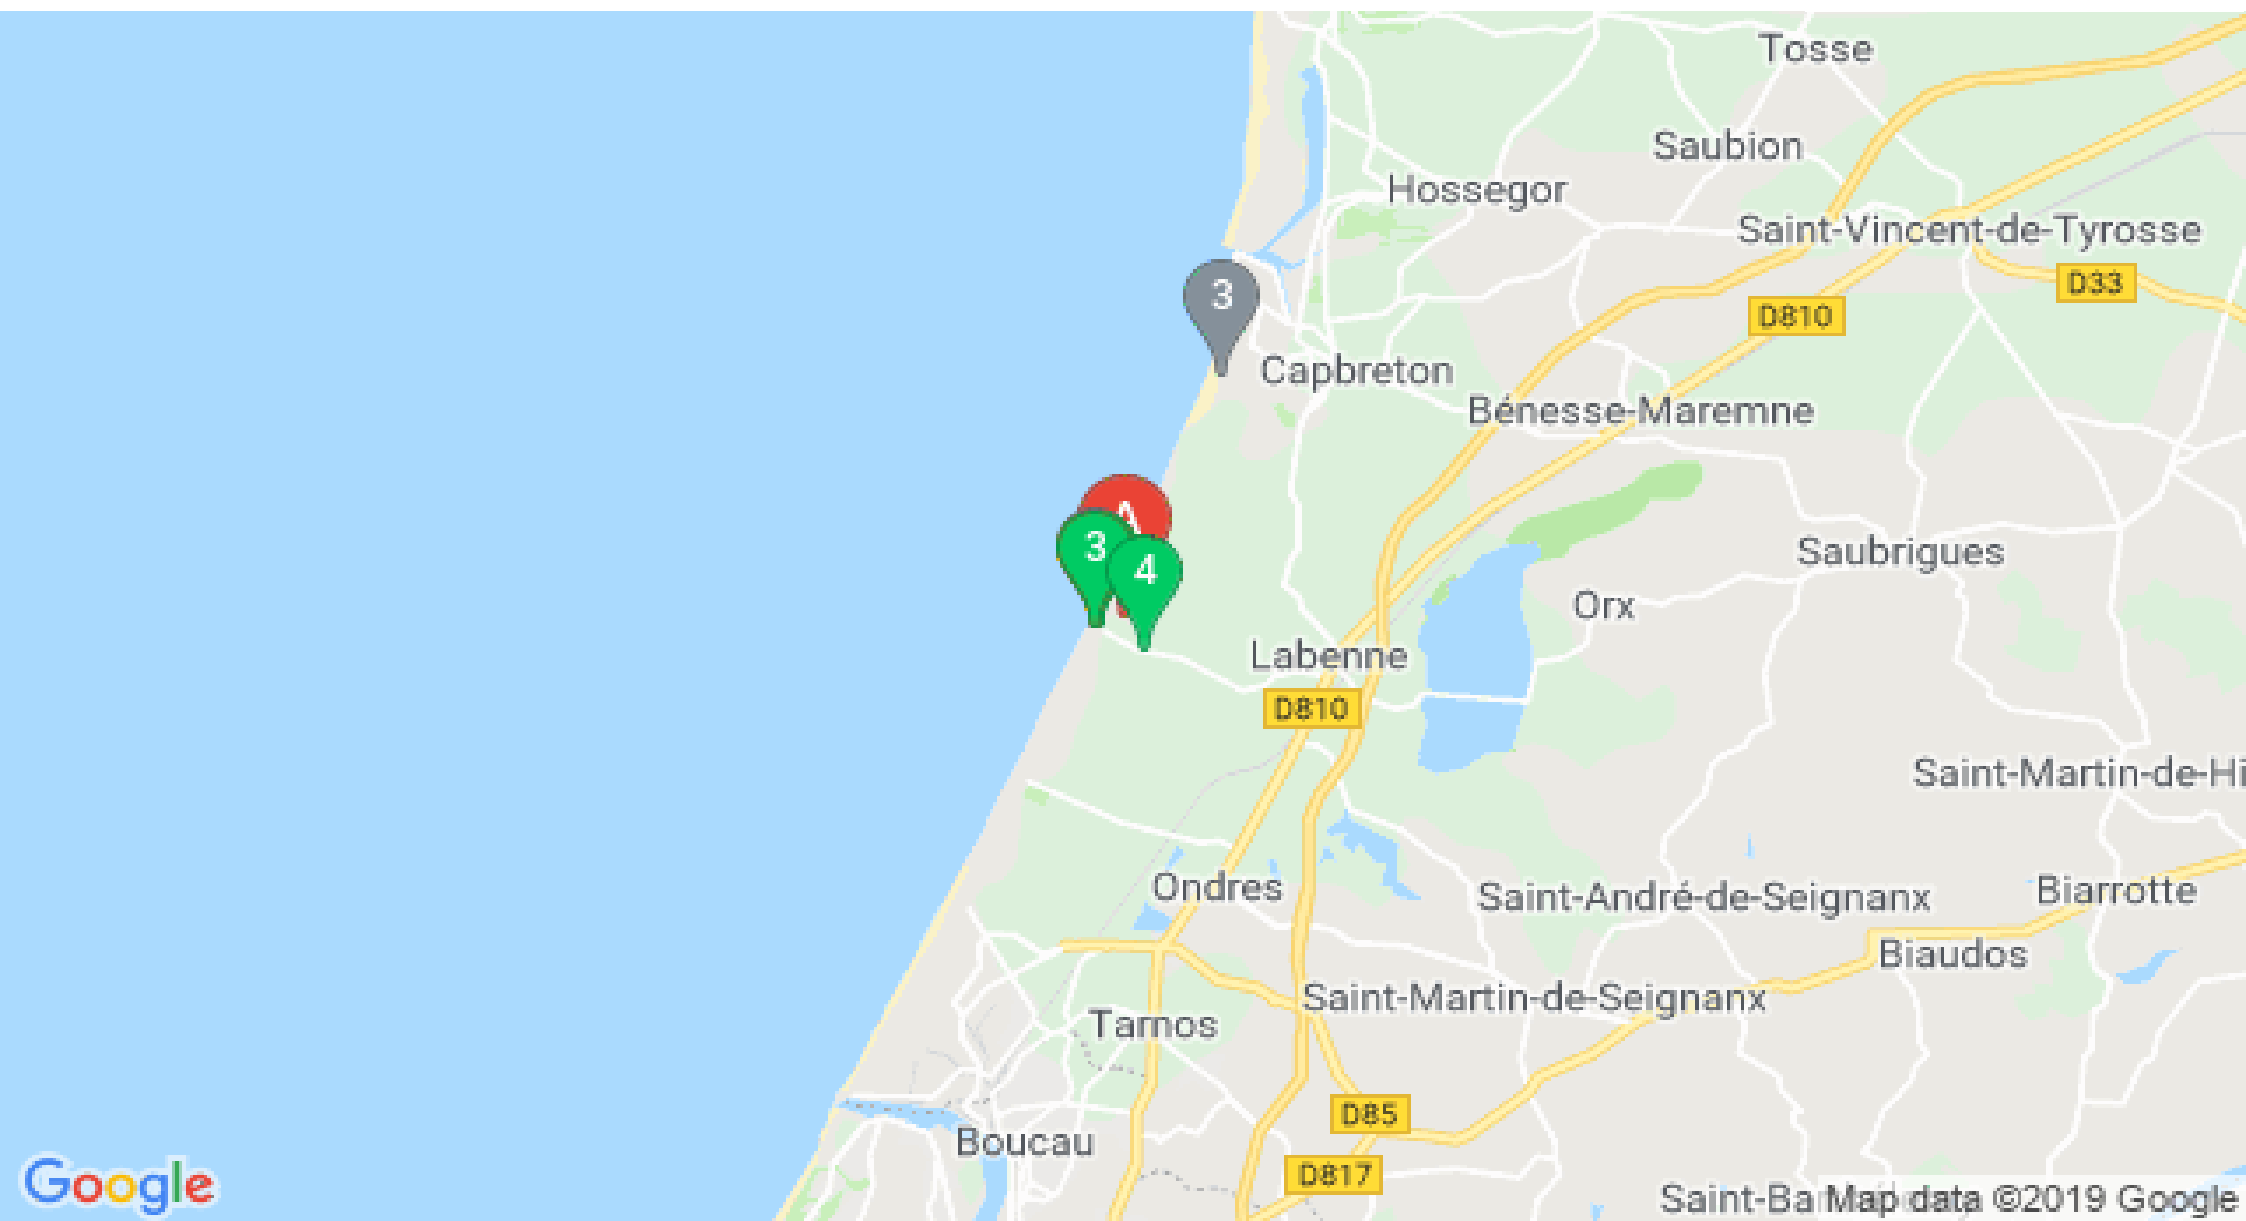 Tosse
Saubion
Hossegor
Saint-Vincent-de-Tyrosse
D33
3
D810
Capbreton
Bénesse-Maremne
A
3
4
Saubrigues
Orx
Labenne
D810
Saint-Martin-de-Hi
Ondres
Saint-André-de-Seignanx
Biarrotte
Biaudos
Saint-Martin-de-Seignanx
Tarnos
D85
Boucau
D817
Google
Saint-Ba Map data ©2019 Google